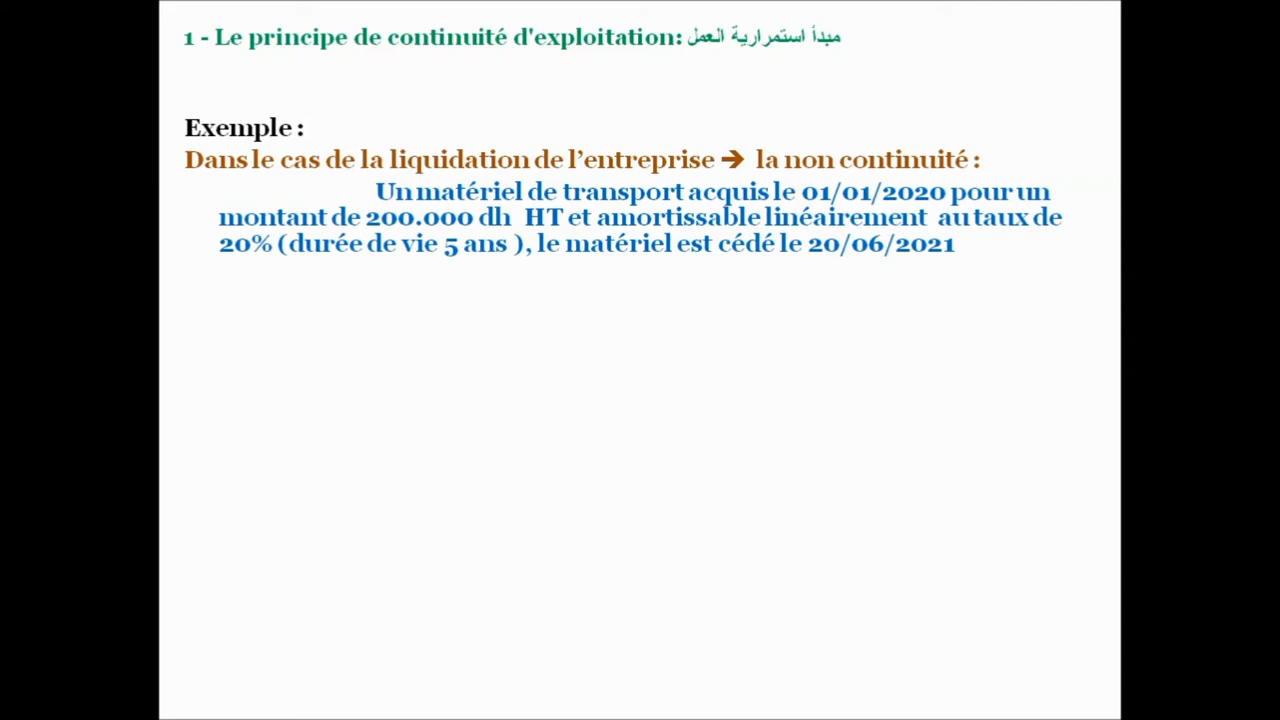 1 - Le principe de continuité d'exploitation: مبدأ استمرارية العمل
Exemple :
Dans le cas de la liquidation de l’entreprise ➔ la non continuité :
Un matériel de transport acquis le 01/01/2020 pour un
montant de 200.000 dh HT et amortissable linéairement au taux de
20% (durée de vie 5 ans ), le matériel est cédé le 20/06/2021